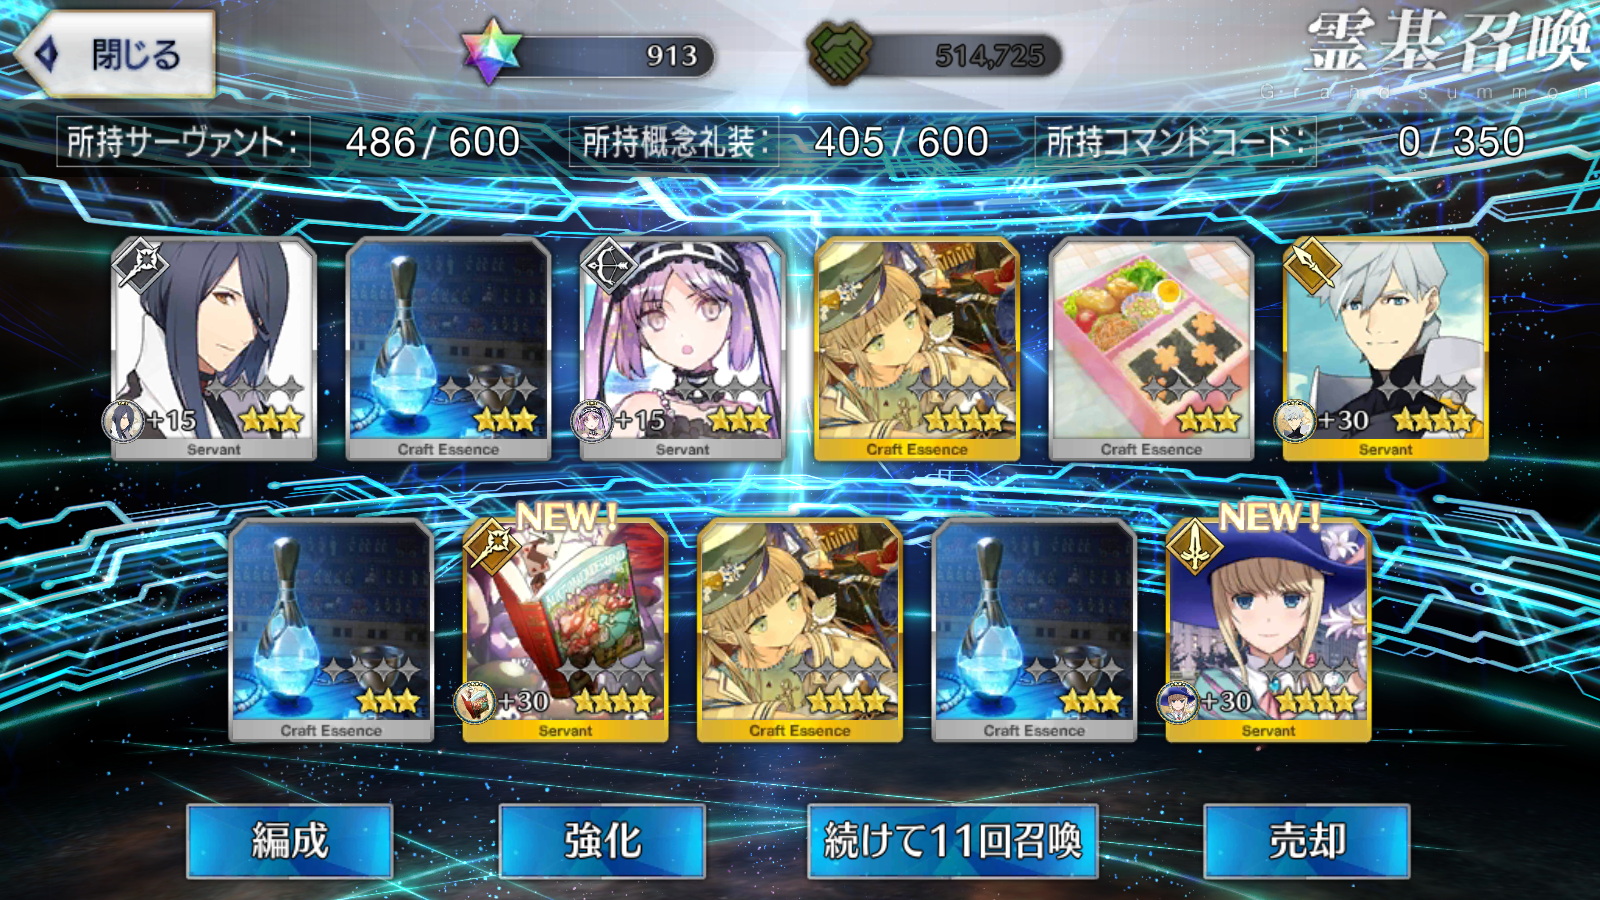 閉じる
913
514,725
霊基召喚
Grand summon
所持サーヴァント: 486 / 600
所持概念礼装: 405 / 600
所持コマンドコード: 0 / 350
+15
Servant
Craft Essence
+15
Servant
Craft Essence
Craft Essence
+30
Servant
Craft Essence
NEW!
+30
Servant
Craft Essence
Craft Essence
NEW!
+30
Servant
編成
強化
続けて11回召喚
売却